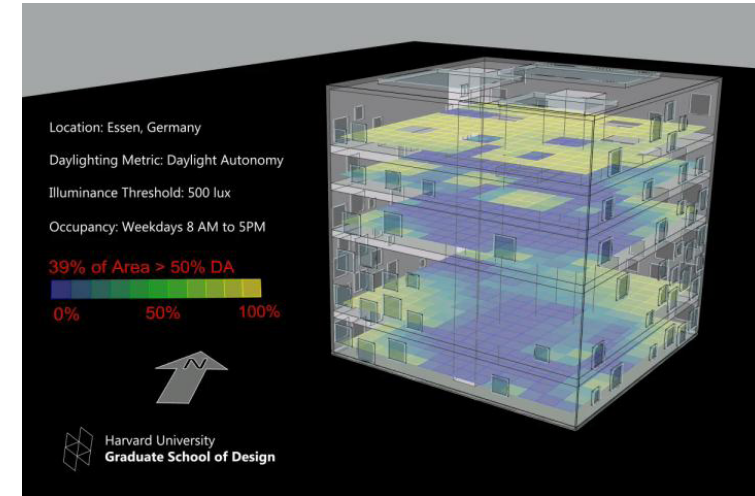 Location: Essen, Germany
Daylighting Metric: Daylight Autonomy
Illuminance Threshold: 500 lux
Occupancy: Weekdays 8 AM to 5PM
39% of Area > 50% DA
0% 50% 100%
N
Harvard University
Graduate School of Design